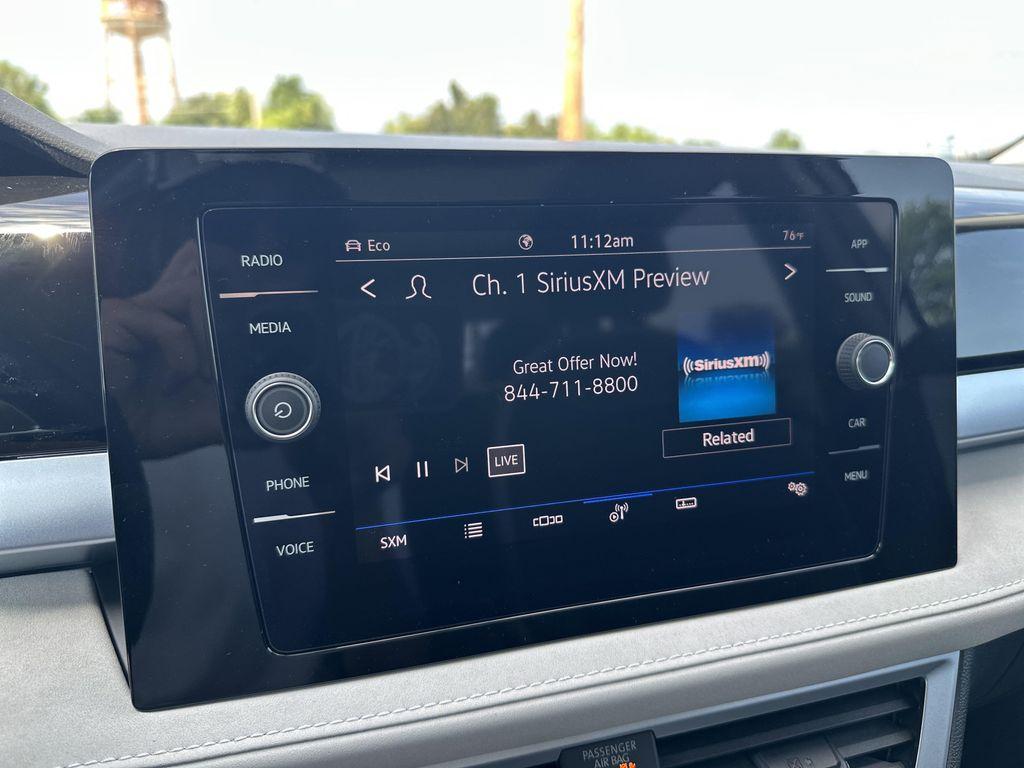 Eco 11:12am 76°F
RADIO
MEDIA
PHONE
VOICE
Ch. 1 SiriusXM Preview
Great Offer Now!
844-711-8800
((SiriusXM))
Related
LIVE
SXM
APP
SOUND
CAR
MENU
PASSENGER
AIR BAG